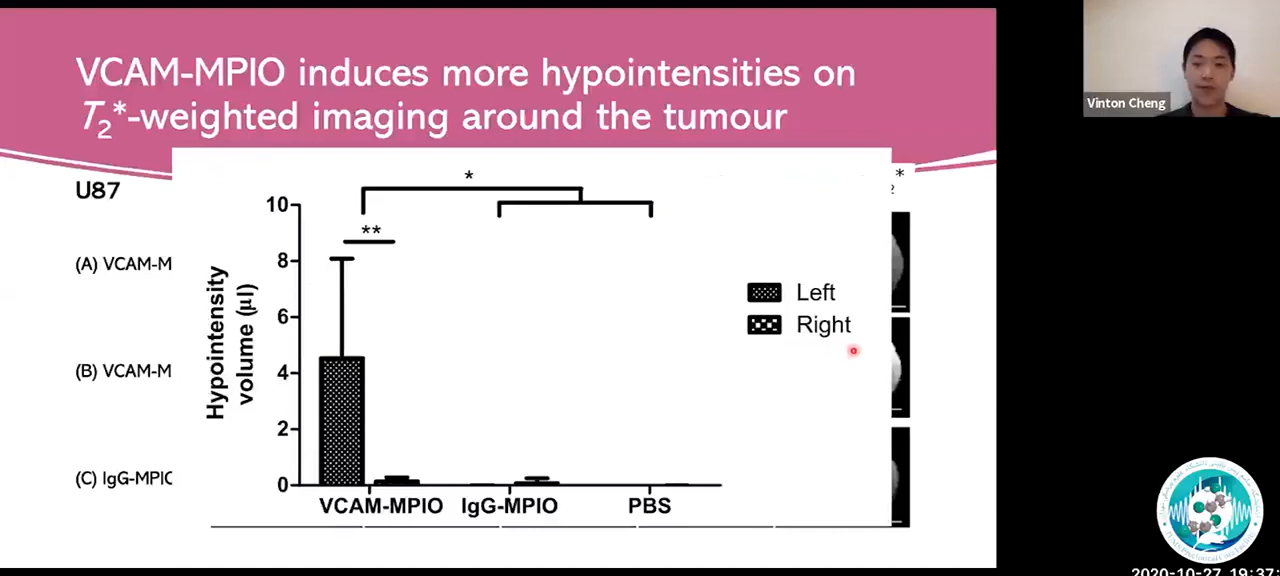 VCAM-MPIO induces more hypointensities on
T2*-weighted imaging around the tumour
Vinton Cheng
U87
*
*
2
10
**
8
6
4
2
0
Hypointensity
volume (μl)
Left
Right
(A) VCAM-M
(B) VCAM-M
(C) IgG-MPIC
VCAM-MPIO IgG-MPIO PBS
2020-10-27 19:37: